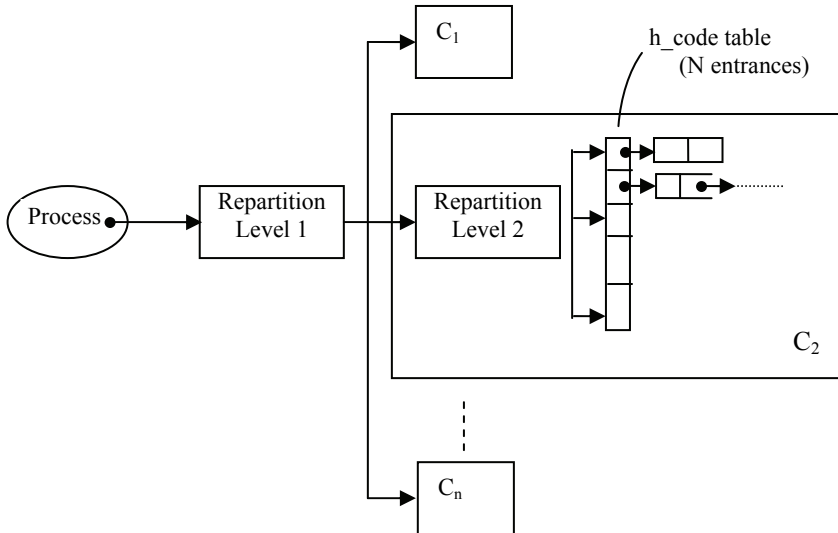 C₁
h_code table
(N entrances)
Process
Repartition
Level 1
Repartition
Level 2
C₂
Cₙ